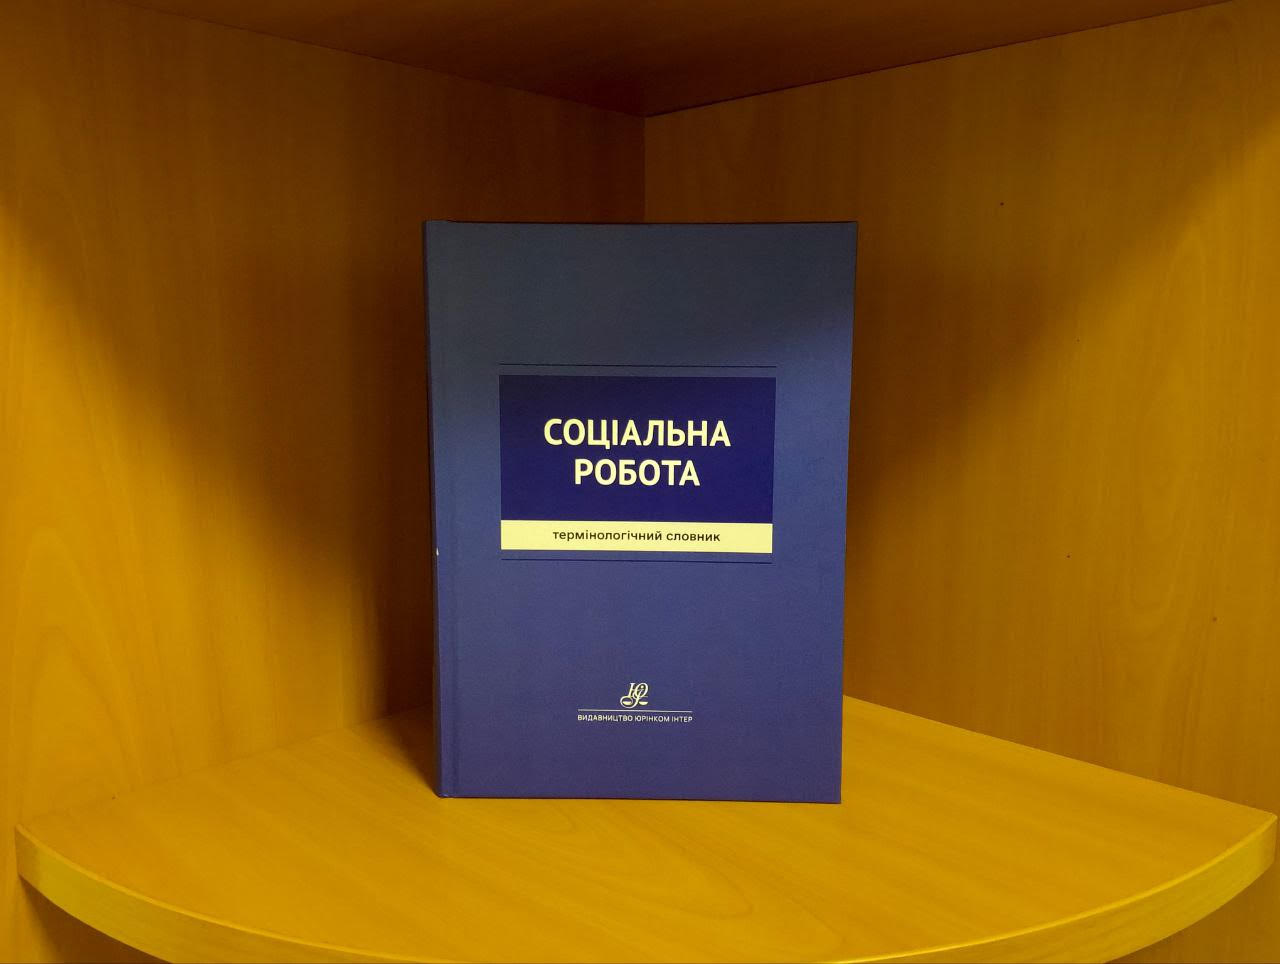 СОЦІАЛЬНА
РОБОТА
термінологічний словник
ВИДАВНИЦТВО ЮРІНКОМ ІНТЕР